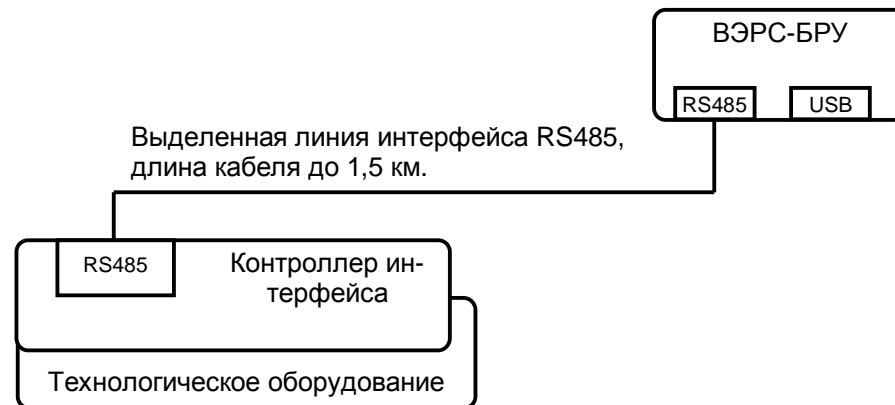 ВЭРС-БРУ
RS485
USB
Выделенная линия интерфейса RS485,
длина кабеля до 1,5 км.
RS485
Контроллер ин-
терфейса
Технологическое оборудование